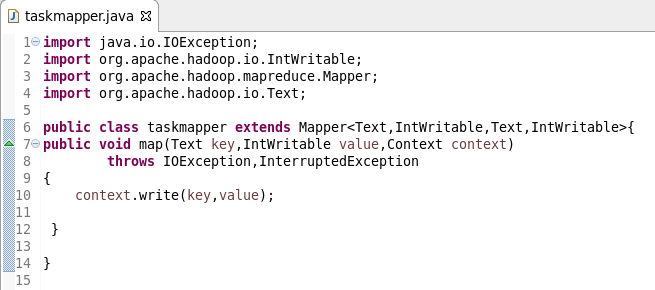 taskmapper.java
1 import java.io.IOException;
2 import org.apache.hadoop.io.IntWritable;
3 import org.apache.hadoop.mapreduce.Mapper;
4 import org.apache.hadoop.io.Text;
5
6 public class taskmapper extends Mapper<Text,IntWritable,Text,IntWritable>{
7 public void map(Text key,IntWritable value,Context context)
8         throws IOException,InterruptedException
9 {
10     context.write(key,value);
11
12  }
13
14 }
15